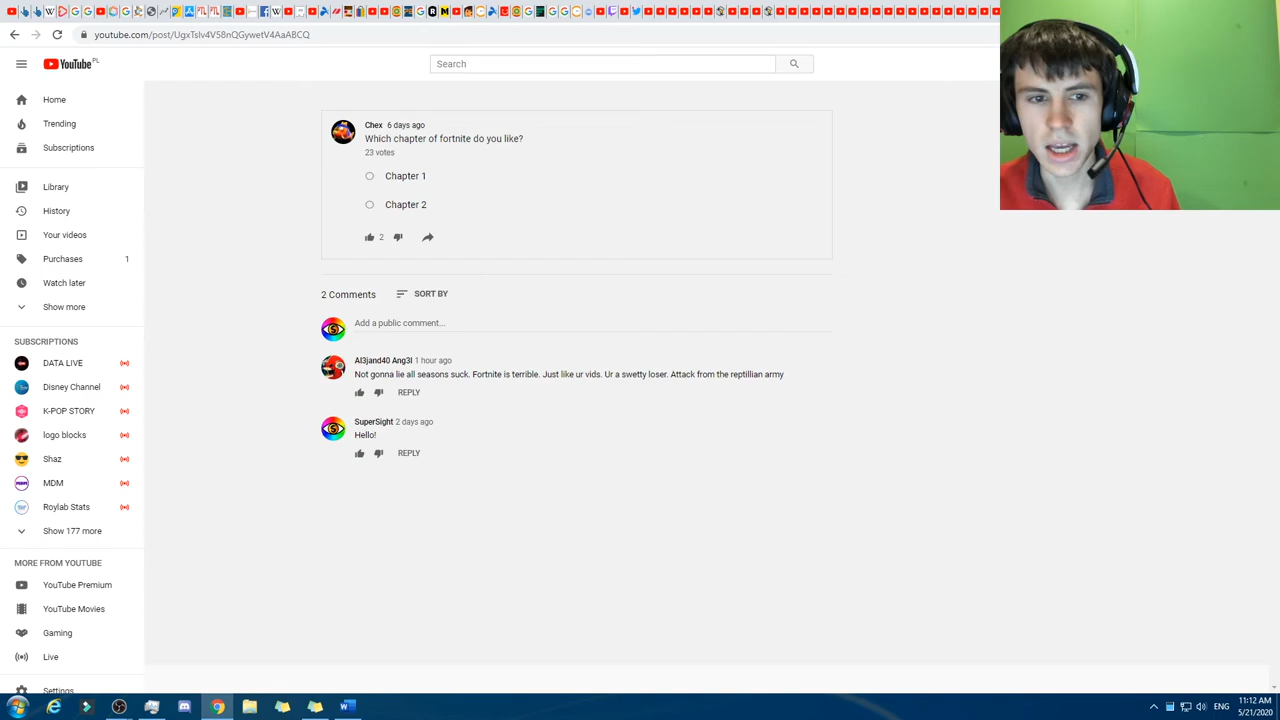 youtube.com/post/UgxTslv4V58nQGywetV4AaABCQ
YouTube PL
Search
Home
Trending
Subscriptions
Library
History
Your videos
Purchases 1
Watch later
Show more
SUBSCRIPTIONS
DATA LIVE
Disney Channel
K-POP STORY
logo blocks
Shaz
MDM
Roylab Stats
Show 177 more
MORE FROM YOUTUBE
YouTube Premium
YouTube Movies
Gaming
Live
Settings
Chex 6 days ago
Which chapter of fortnite do you like?
23 votes
Chapter 1
Chapter 2
2
2 Comments SORT BY
Add a public comment...
Al3jand40 Ang3l 1 hour ago
Not gonna lie all seasons suck. Fortnite is terrible. Just like ur vids. Ur a swetty loser. Attack from the reptillian army
REPLY
SuperSight 2 days ago
Hello!
REPLY
ENG
11:12 AM
5/21/2020